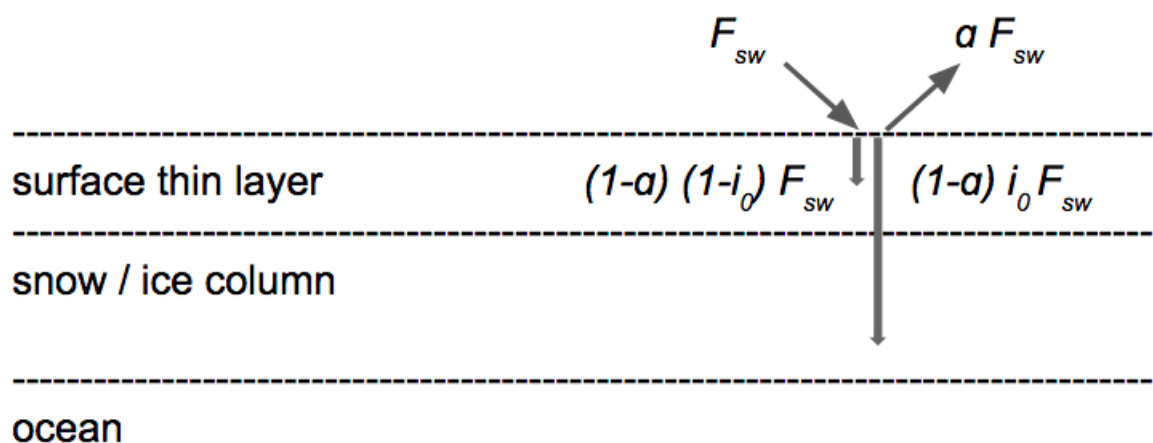 F_sw α F_sw
surface thin layer (1-α) (1-i_0) F_sw (1-α) i_0 F_sw
snow / ice column
ocean